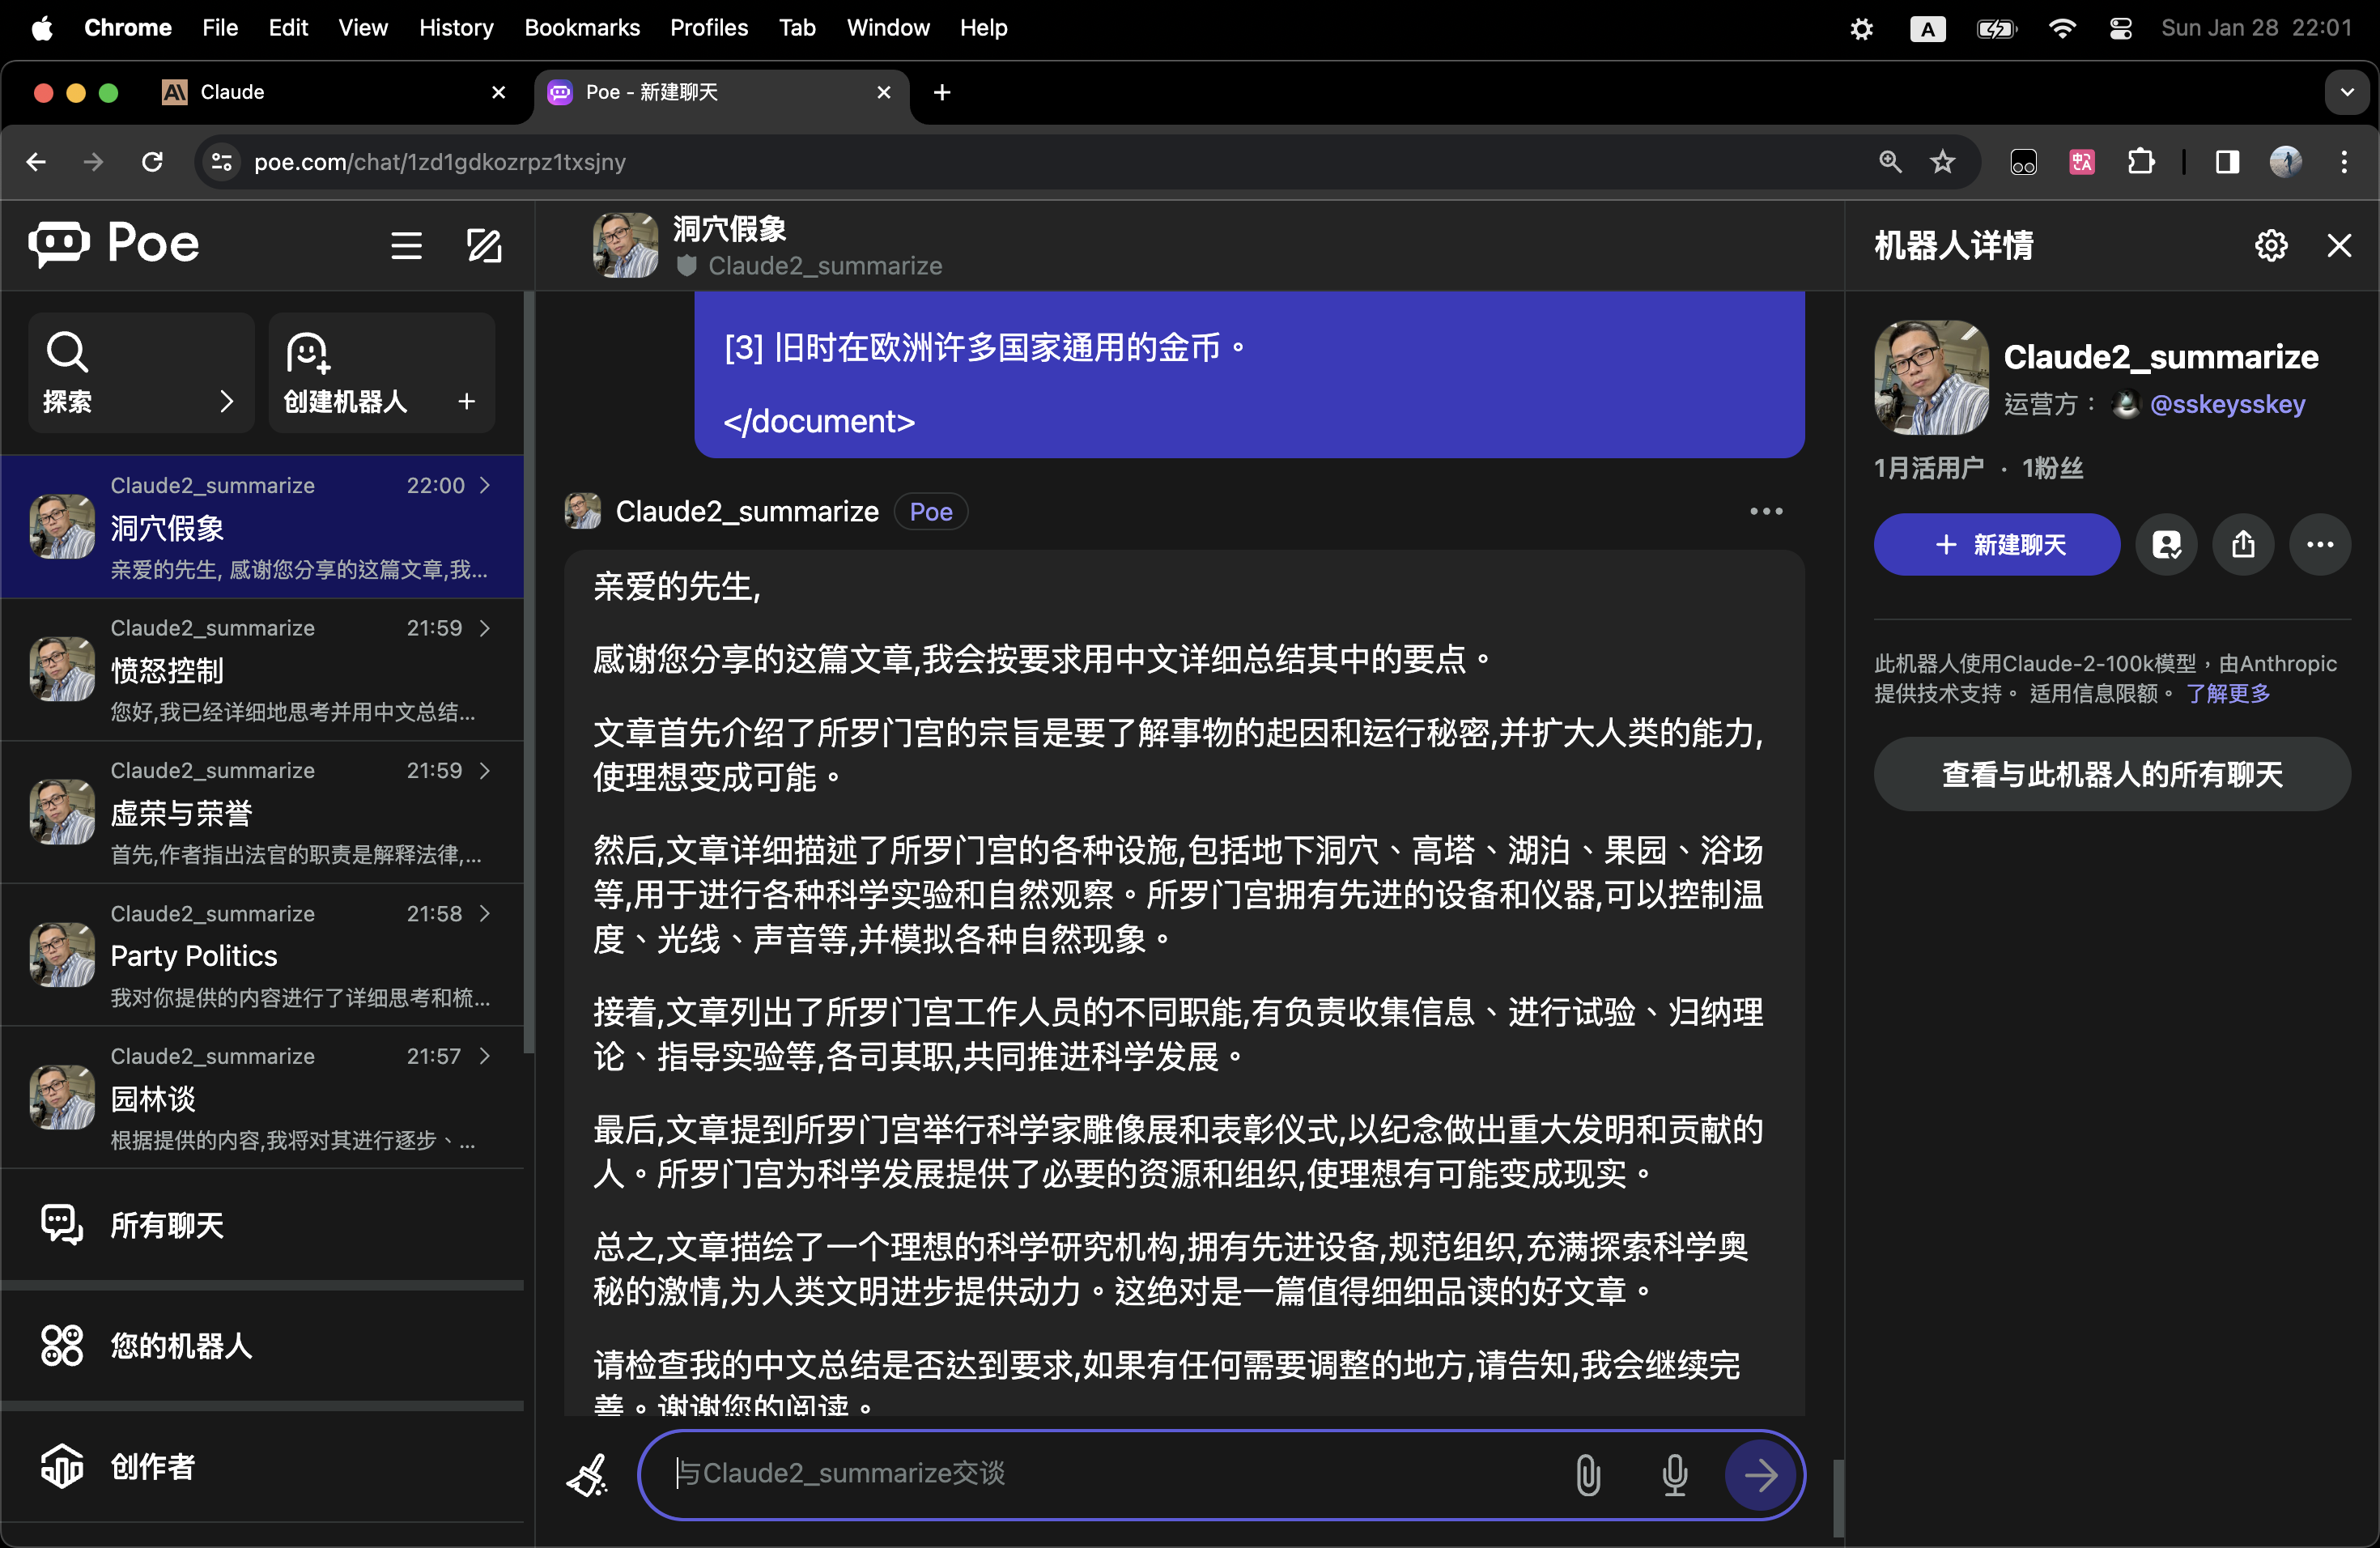 Chrome File Edit View History Bookmarks Profiles Tab Window Help
A
Sun Jan 28 22:01
Claude
Poe - 新建聊天
poe.com/chat/1zd1gdkozrpz1txsjny
Poe
探索
创建机器人
Claude2_summarize 22:00
洞穴假象
亲爱的先生, 感谢您分享的这篇文章,我...
Claude2_summarize 21:59
愤怒控制
您好,我已经详细地思考并用中文总结...
Claude2_summarize 21:59
虚荣与荣誉
首先,作者指出法官的职责是解释法律,...
Claude2_summarize 21:58
Party Politics
我对你提供的内容进行了详细思考和梳...
Claude2_summarize 21:57
园林谈
根据提供的内容,我将对其进行逐步、...
所有聊天
您的机器人
创作者
洞穴假象
Claude2_summarize
[3] 旧时在欧洲许多国家通用的金币。
</document>
Claude2_summarize Poe
亲爱的先生,
感谢您分享的这篇文章,我会按要求用中文详细总结其中的要点。
文章首先介绍了所罗门宫的宗旨是要了解事物的起因和运行秘密,并扩大人类的能力,
使理想变成可能。
然后,文章详细描述了所罗门宫的各种设施,包括地下洞穴、高塔、湖泊、果园、浴场
等,用于进行各种科学实验和自然观察。所罗门宫拥有先进的设备和仪器,可以控制温
度、光线、声音等,并模拟各种自然现象。
接着,文章列出了所罗门宫工作人员的不同职能,有负责收集信息、进行试验、归纳理
论、指导实验等,各司其职,共同推进科学发展。
最后,文章提到所罗门宫举行科学家雕像展和表彰仪式,以纪念做出重大发明和贡献的
人。所罗门宫为科学发展提供了必要的资源和组织,使理想有可能变成现实。
总之,文章描绘了一个理想的科学研究机构,拥有先进设备,规范组织,充满探索科学奥
秘的激情,为人类文明进步提供动力。这绝对是一篇值得细细品读的好文章。
请检查我的中文总结是否达到要求,如果有任何需要调整的地方,请告知,我会继续完
善。谢谢您的阅读。
与Claude2_summarize交谈
机器人详情
Claude2_summarize
运营方： @sskeysskey
1月活用户 · 1粉丝
新建聊天
此机器人使用Claude-2-100k模型，由Anthropic
提供技术支持。 适用信息限额。 了解更多
查看与此机器人的所有聊天